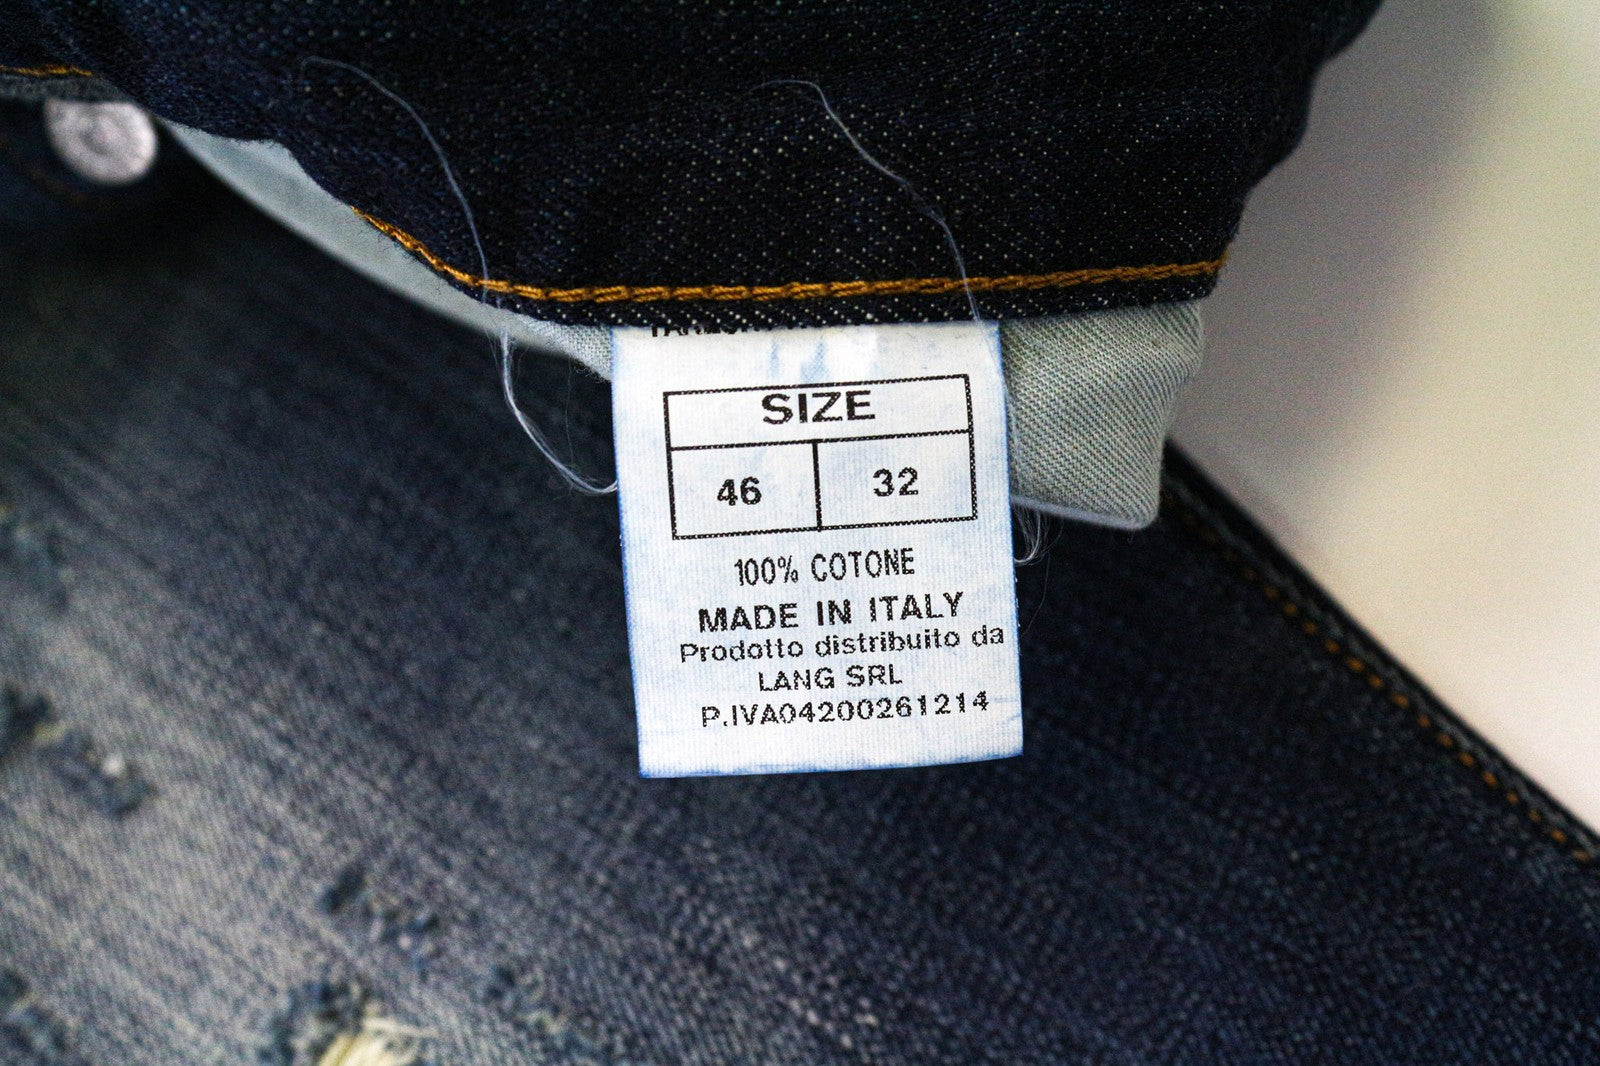 SIZE
46 32
100% COTONE
MADE IN ITALY
Prodotto distribuito da
LANG SRL
P.IVA04200261214